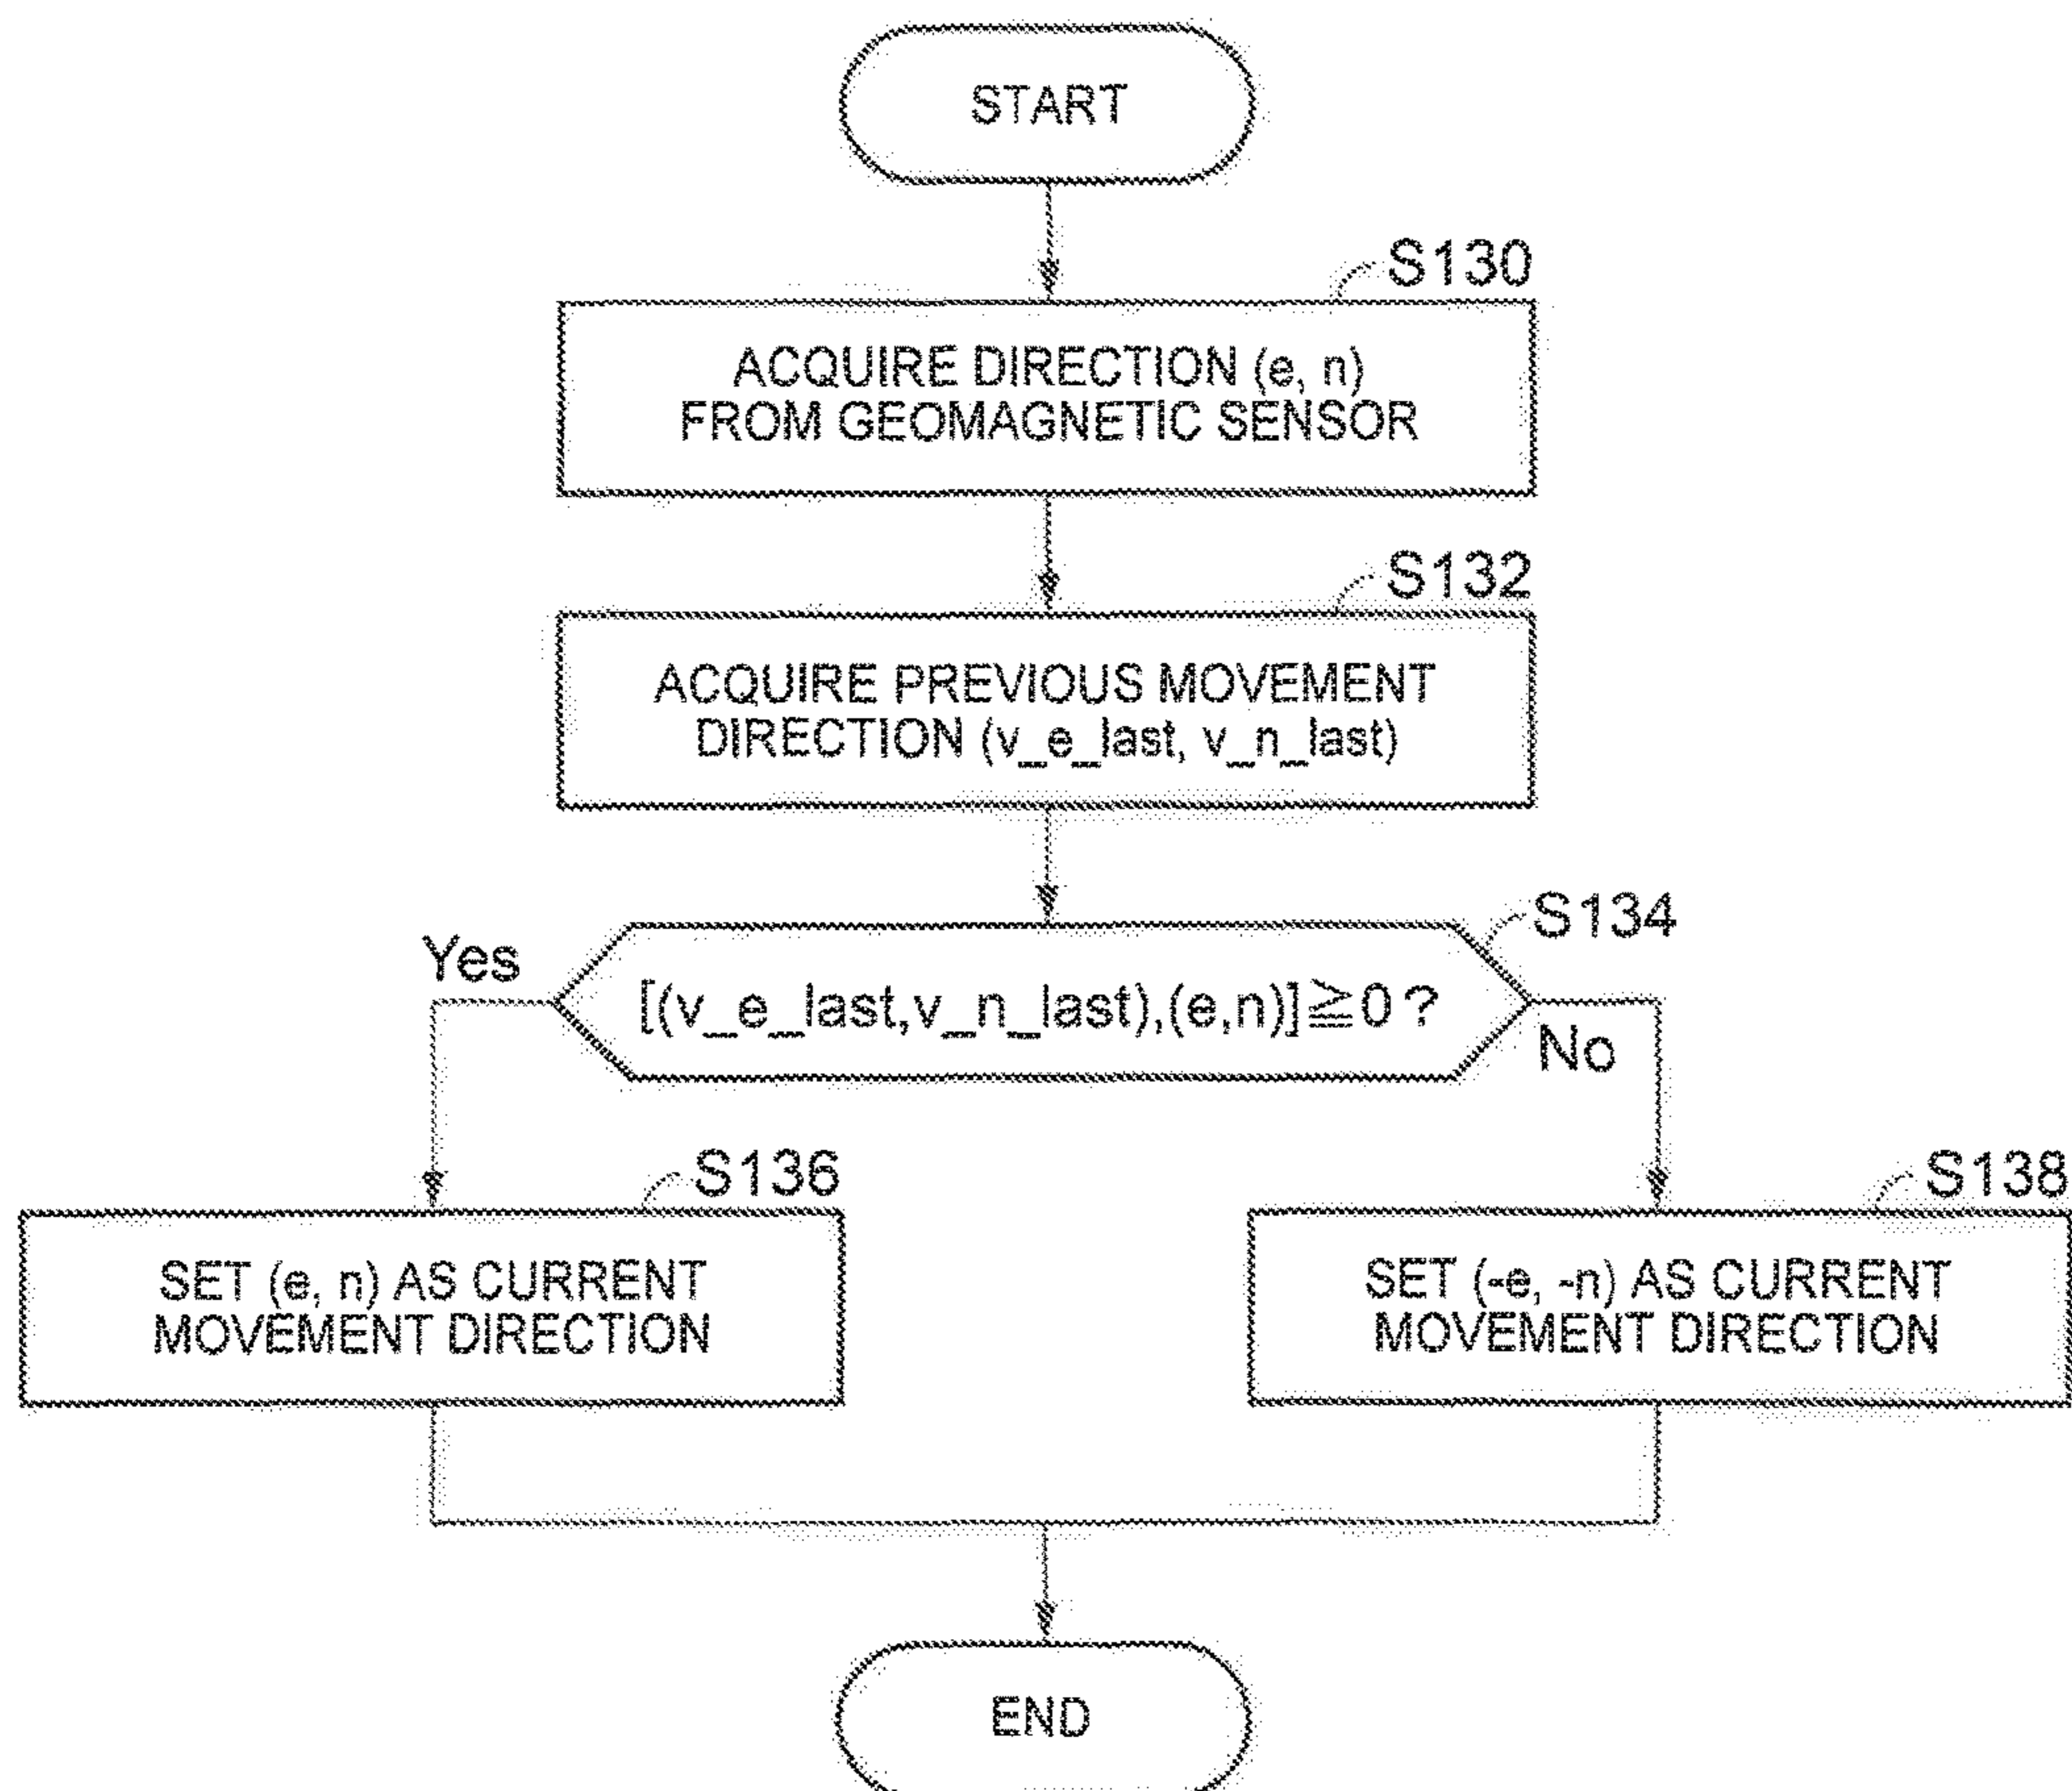 START
S130
ACQUIRE DIRECTION (e, n)
FROM GEOMAGNETIC SENSOR
S132
ACQUIRE PREVIOUS MOVEMENT
DIRECTION (v_e_last, v_n_last)
S134
Yes
[(v_e_last,v_n_last),(e,n)]≧0?
No
S136
SET (e, n) AS CURRENT
MOVEMENT DIRECTION
S138
SET (-e, -n) AS CURRENT
MOVEMENT DIRECTION
END